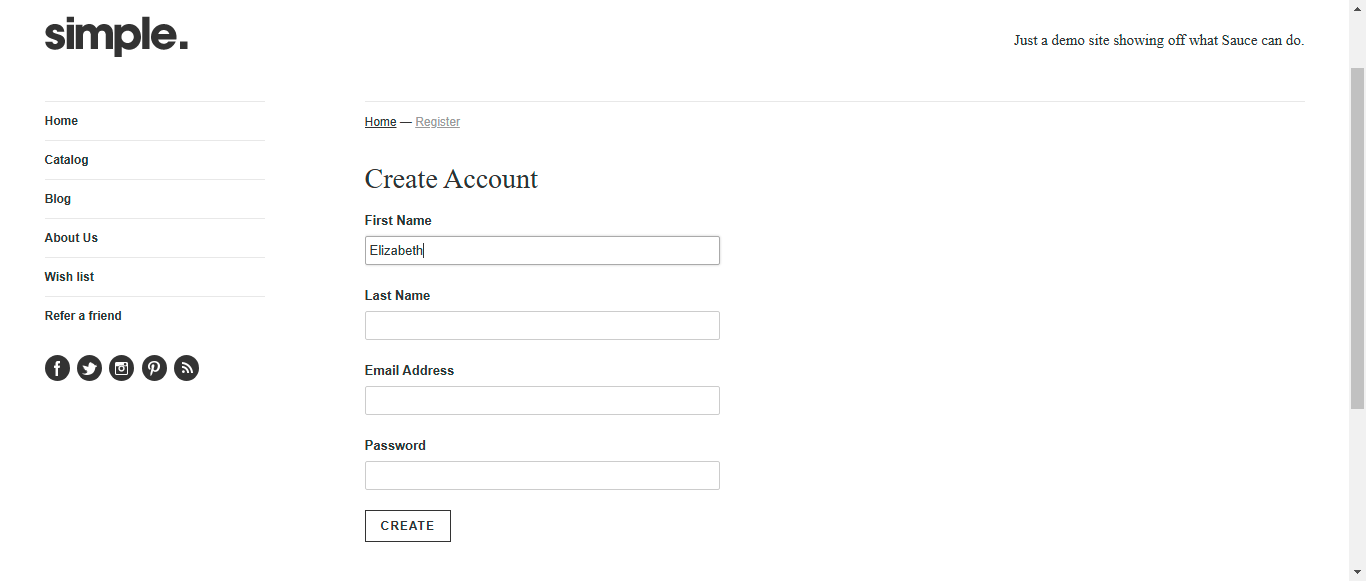 simple.
Just a demo site showing off what Sauce can do.
Home
Catalog
Blog
About Us
Wish list
Refer a friend
Home — Register
Create Account
First Name
Elizabeth
Last Name
Email Address
Password
CREATE